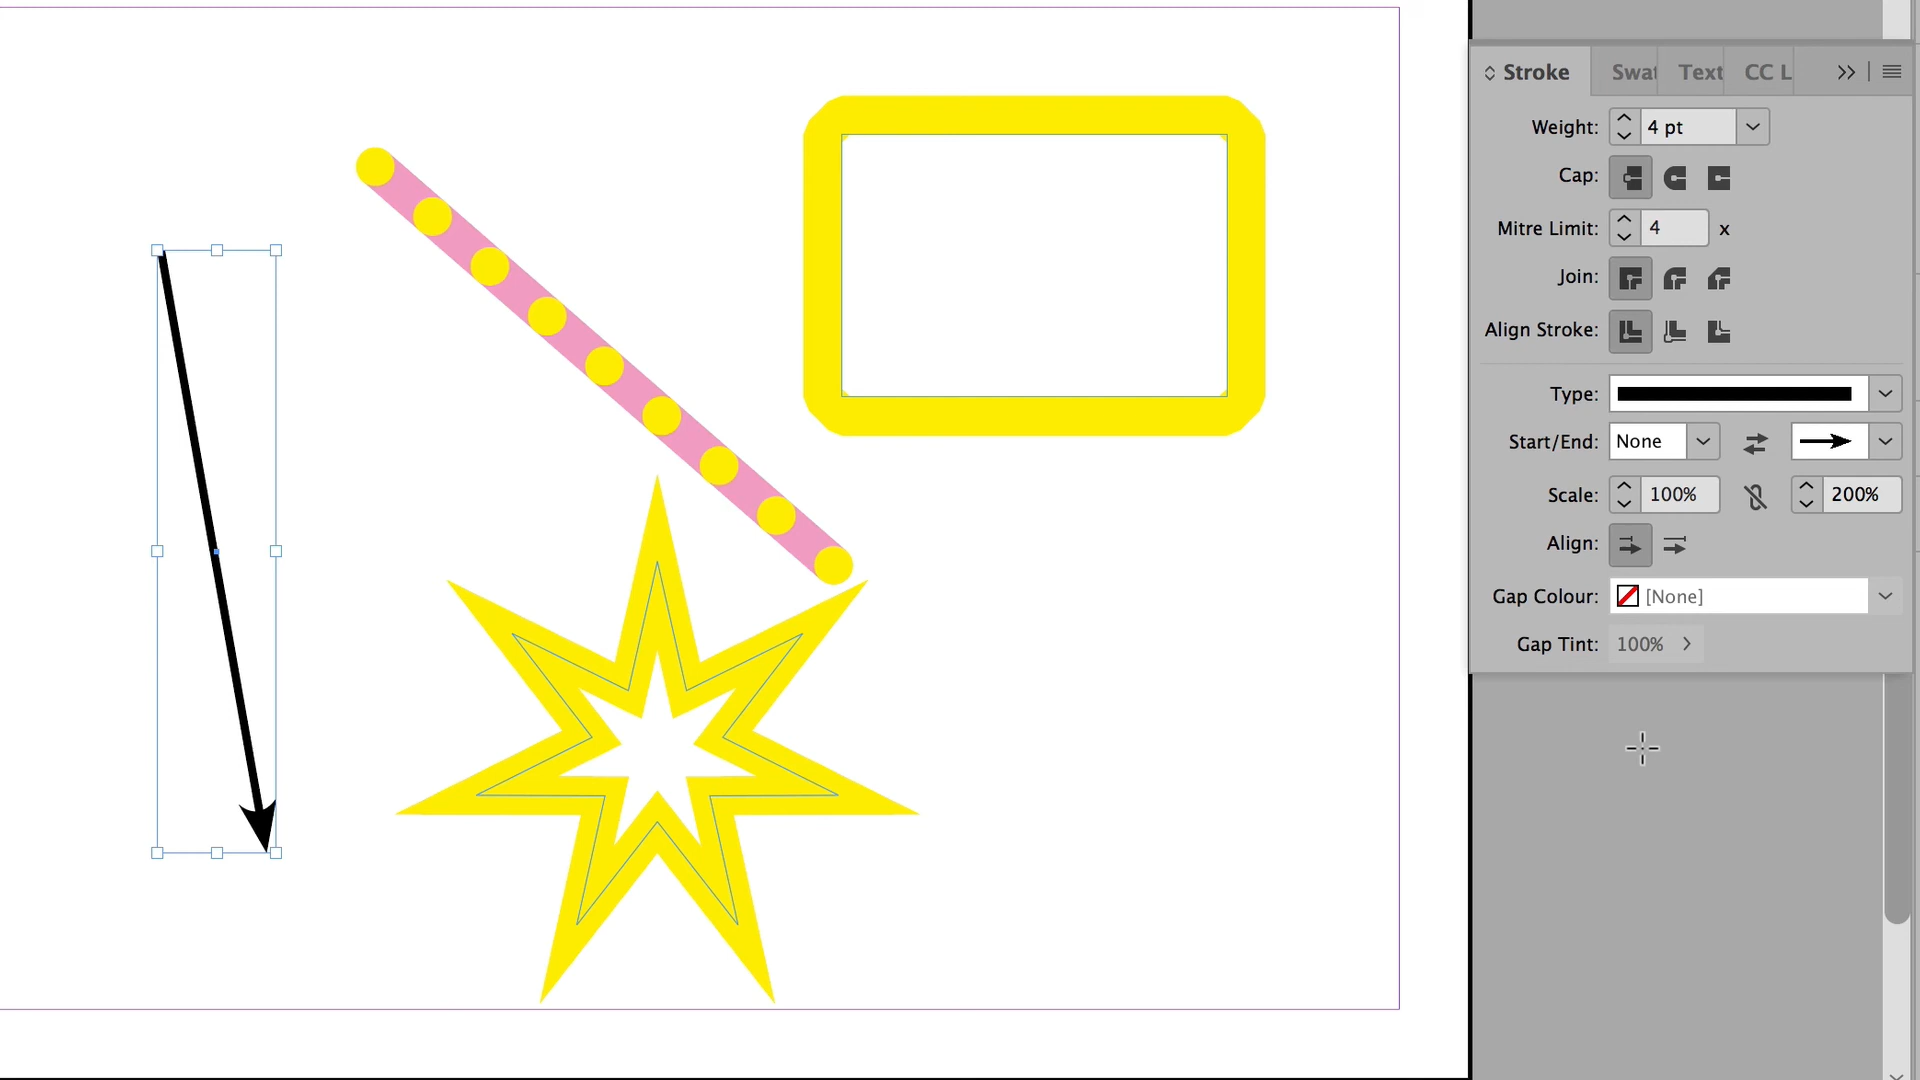 Stroke Swat Text CC L
Weight: 4 pt
Cap:
Mitre Limit: 4 x
Join:
Align Stroke:
Type:
Start/End: None
Scale: 100% 200%
Align:
Gap Colour: [None]
Gap Tint: 100%